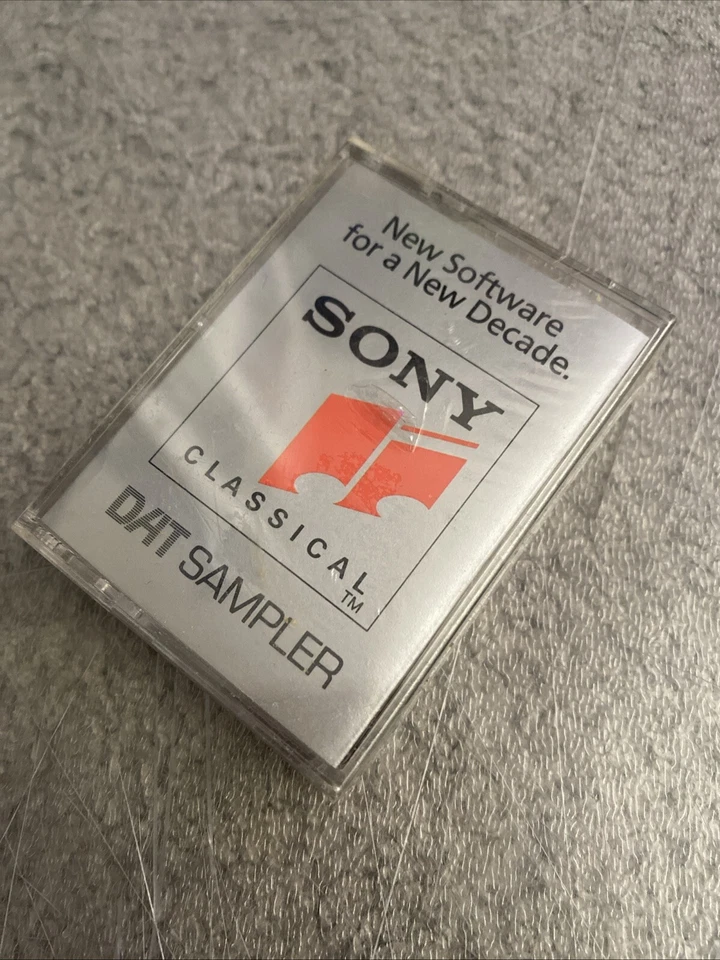 New Software
for a New Decade.
SONY
CLASSICAL
TM
DAT SAMPLER